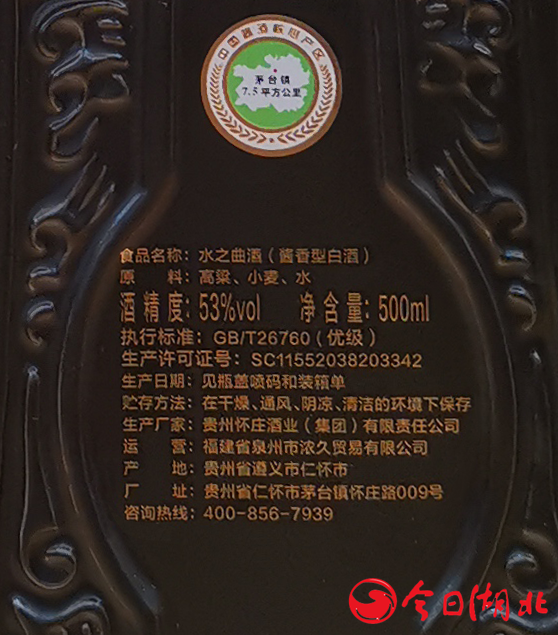 中国酱酒核心产区
茅台镇
7.5平方公里
食品名称：水之曲酒（酱香型白酒）
原　　料：高粱、小麦、水
酒精度：53%vol　净含量：500ml
执行标准：GB/T26760（优级）
生产许可证号：SC11552038203342
生产日期：见瓶盖喷码和装箱单
贮存方法：在干燥、通风、阴凉、清洁的环境下保存
生产厂家：贵州怀庄酒业（集团）有限责任公司
运　　营：福建省泉州市浓久贸易有限公司
产　　地：贵州省遵义市仁怀市
厂　　址：贵州省仁怀市茅台镇怀庄路009号
咨询热线：400-856-7939
今日湖北